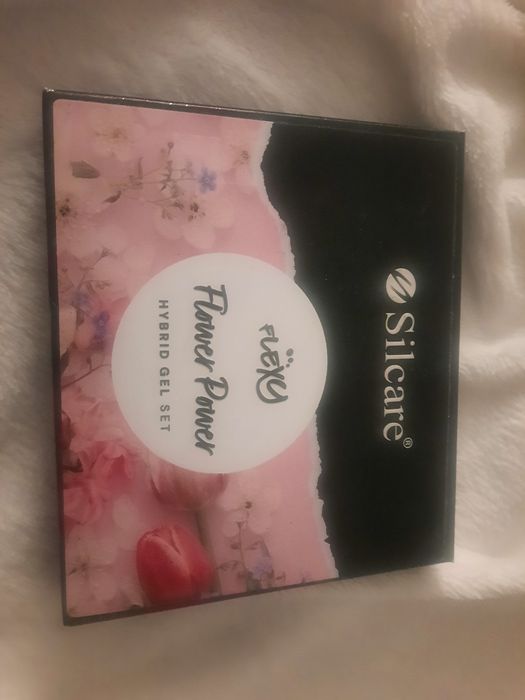 Silcare®
FLEXY
Flower Power
HYBRID GEL SET